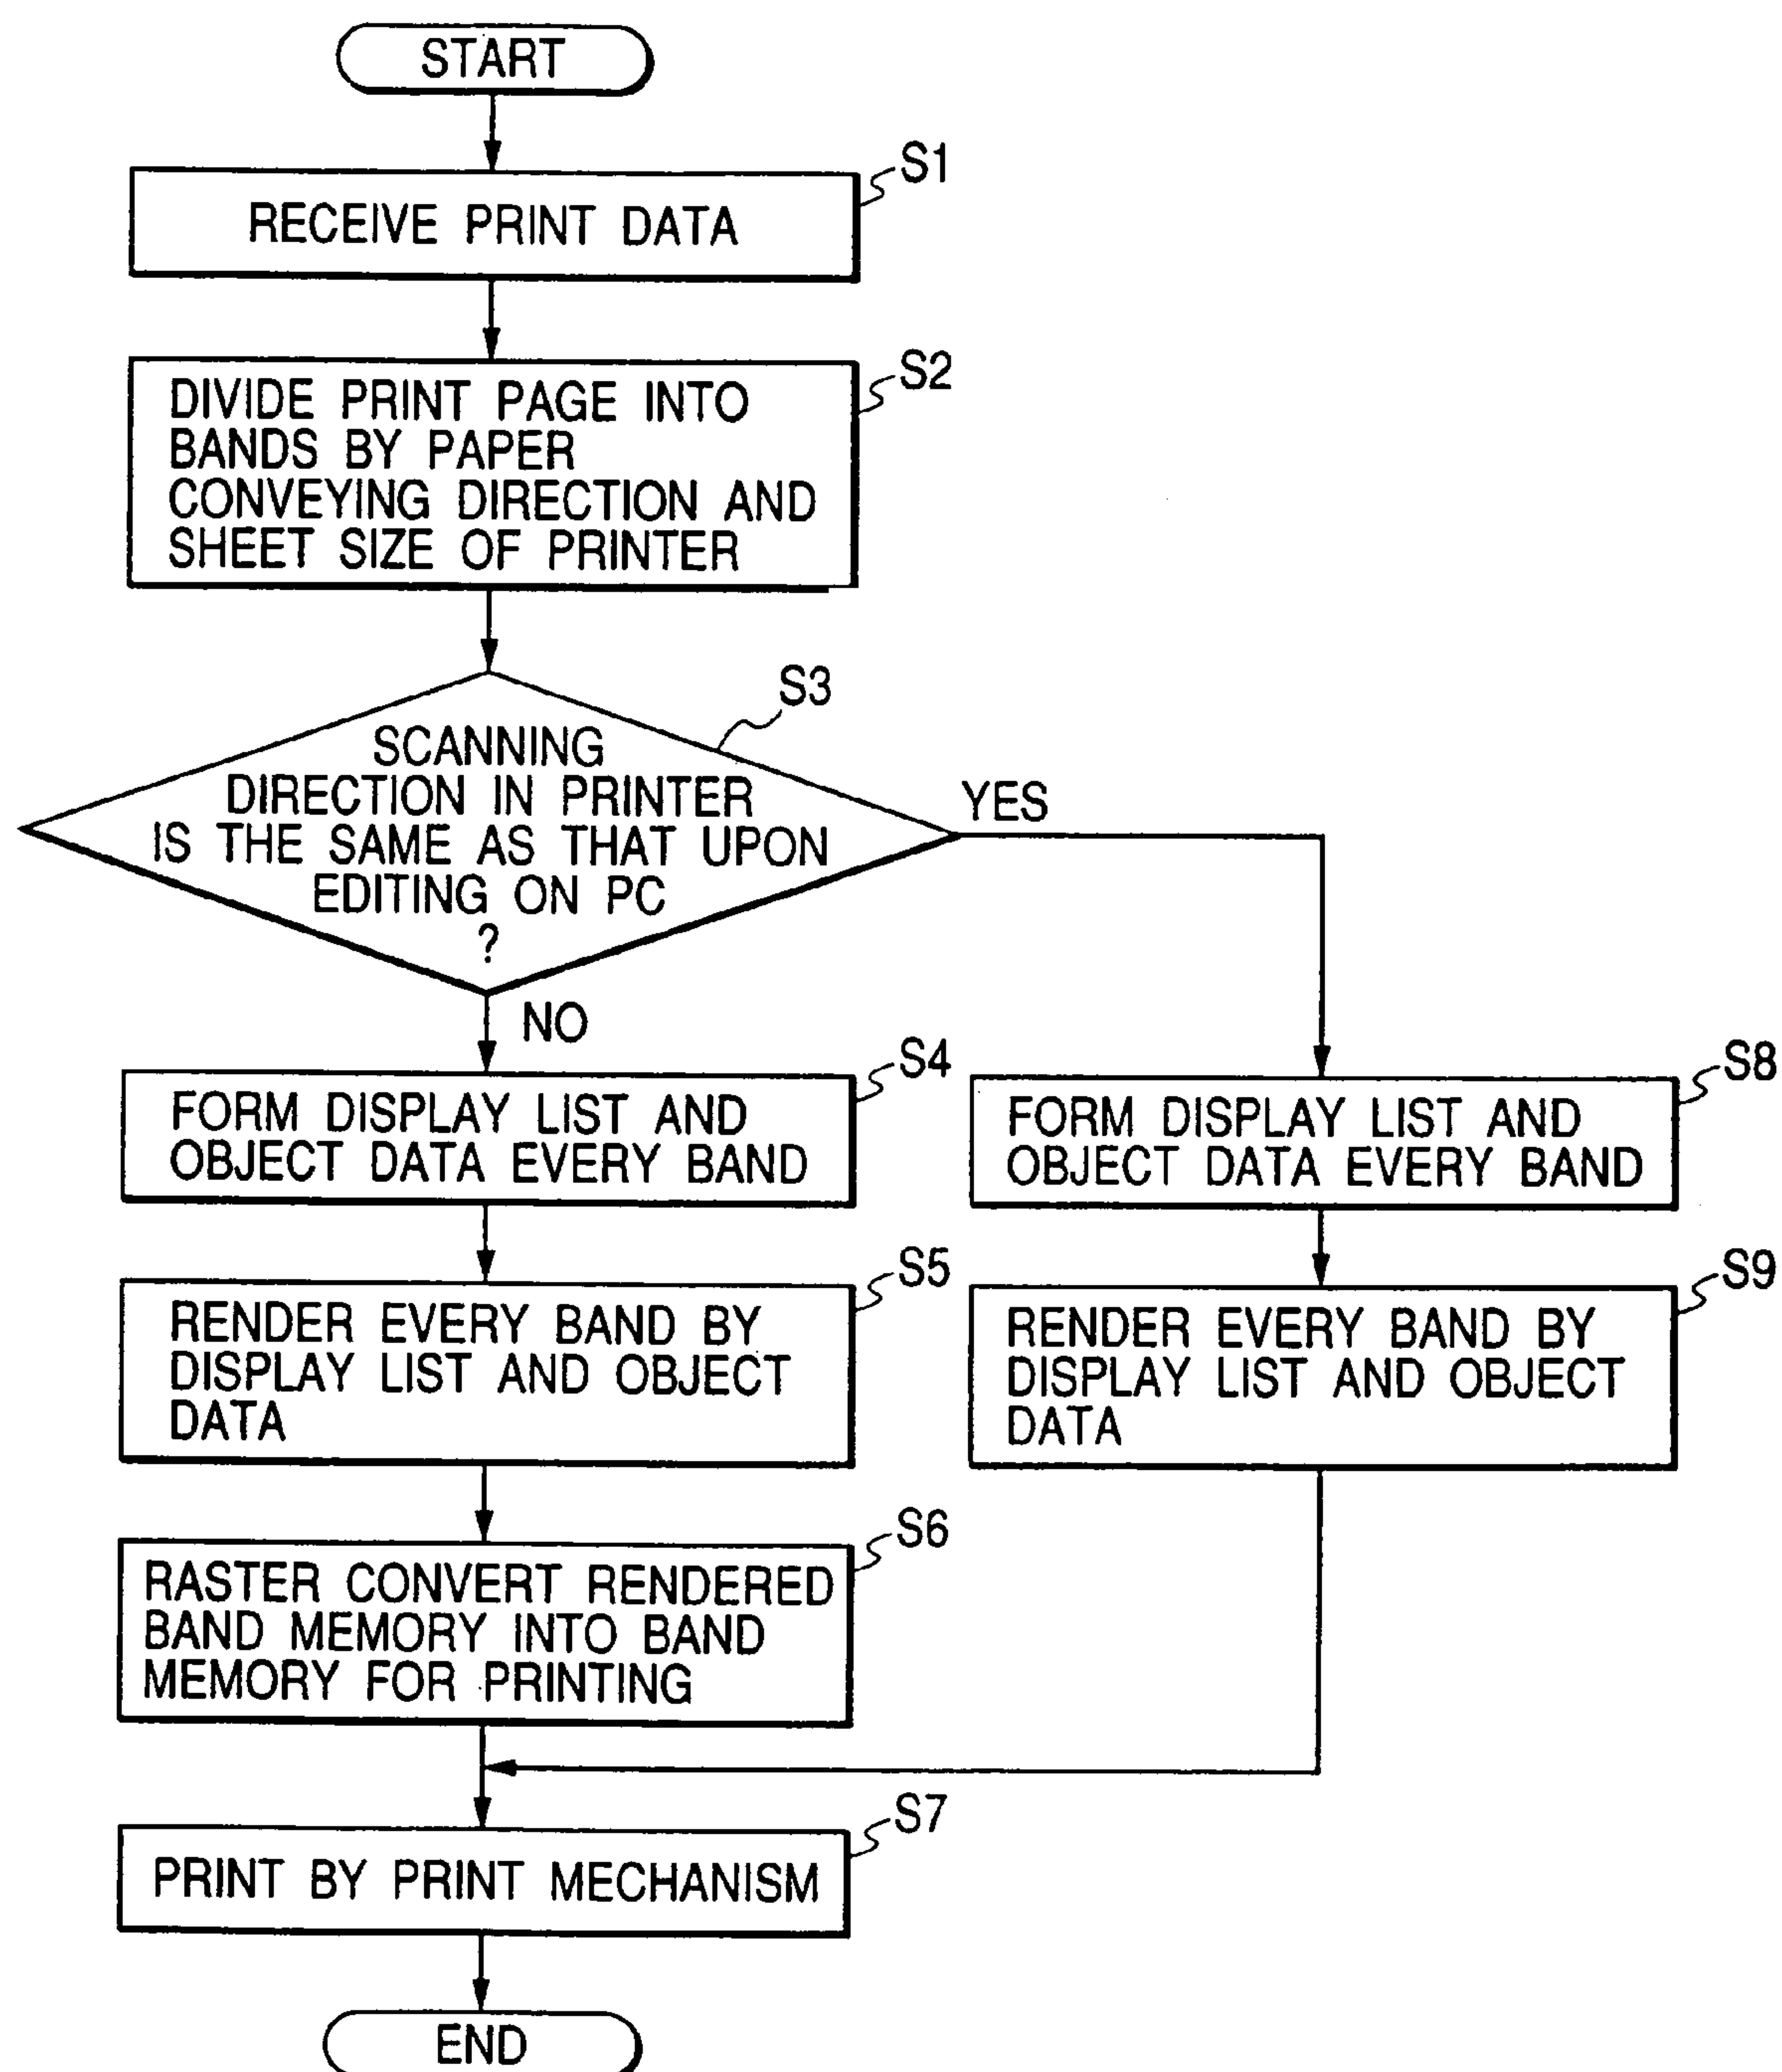 START
S1
RECEIVE PRINT DATA
S2
DIVIDE PRINT PAGE INTO
BANDS BY PAPER
CONVEYING DIRECTION AND
SHEET SIZE OF PRINTER
S3
SCANNING
DIRECTION IN PRINTER
IS THE SAME AS THAT UPON
EDITING ON PC
?
YES
NO
S4
FORM DISPLAY LIST AND
OBJECT DATA EVERY BAND
S8
FORM DISPLAY LIST AND
OBJECT DATA EVERY BAND
S5
RENDER EVERY BAND BY
DISPLAY LIST AND OBJECT
DATA
S9
RENDER EVERY BAND BY
DISPLAY LIST AND OBJECT
DATA
S6
RASTER CONVERT RENDERED
BAND MEMORY INTO BAND
MEMORY FOR PRINTING
S7
PRINT BY PRINT MECHANISM
END